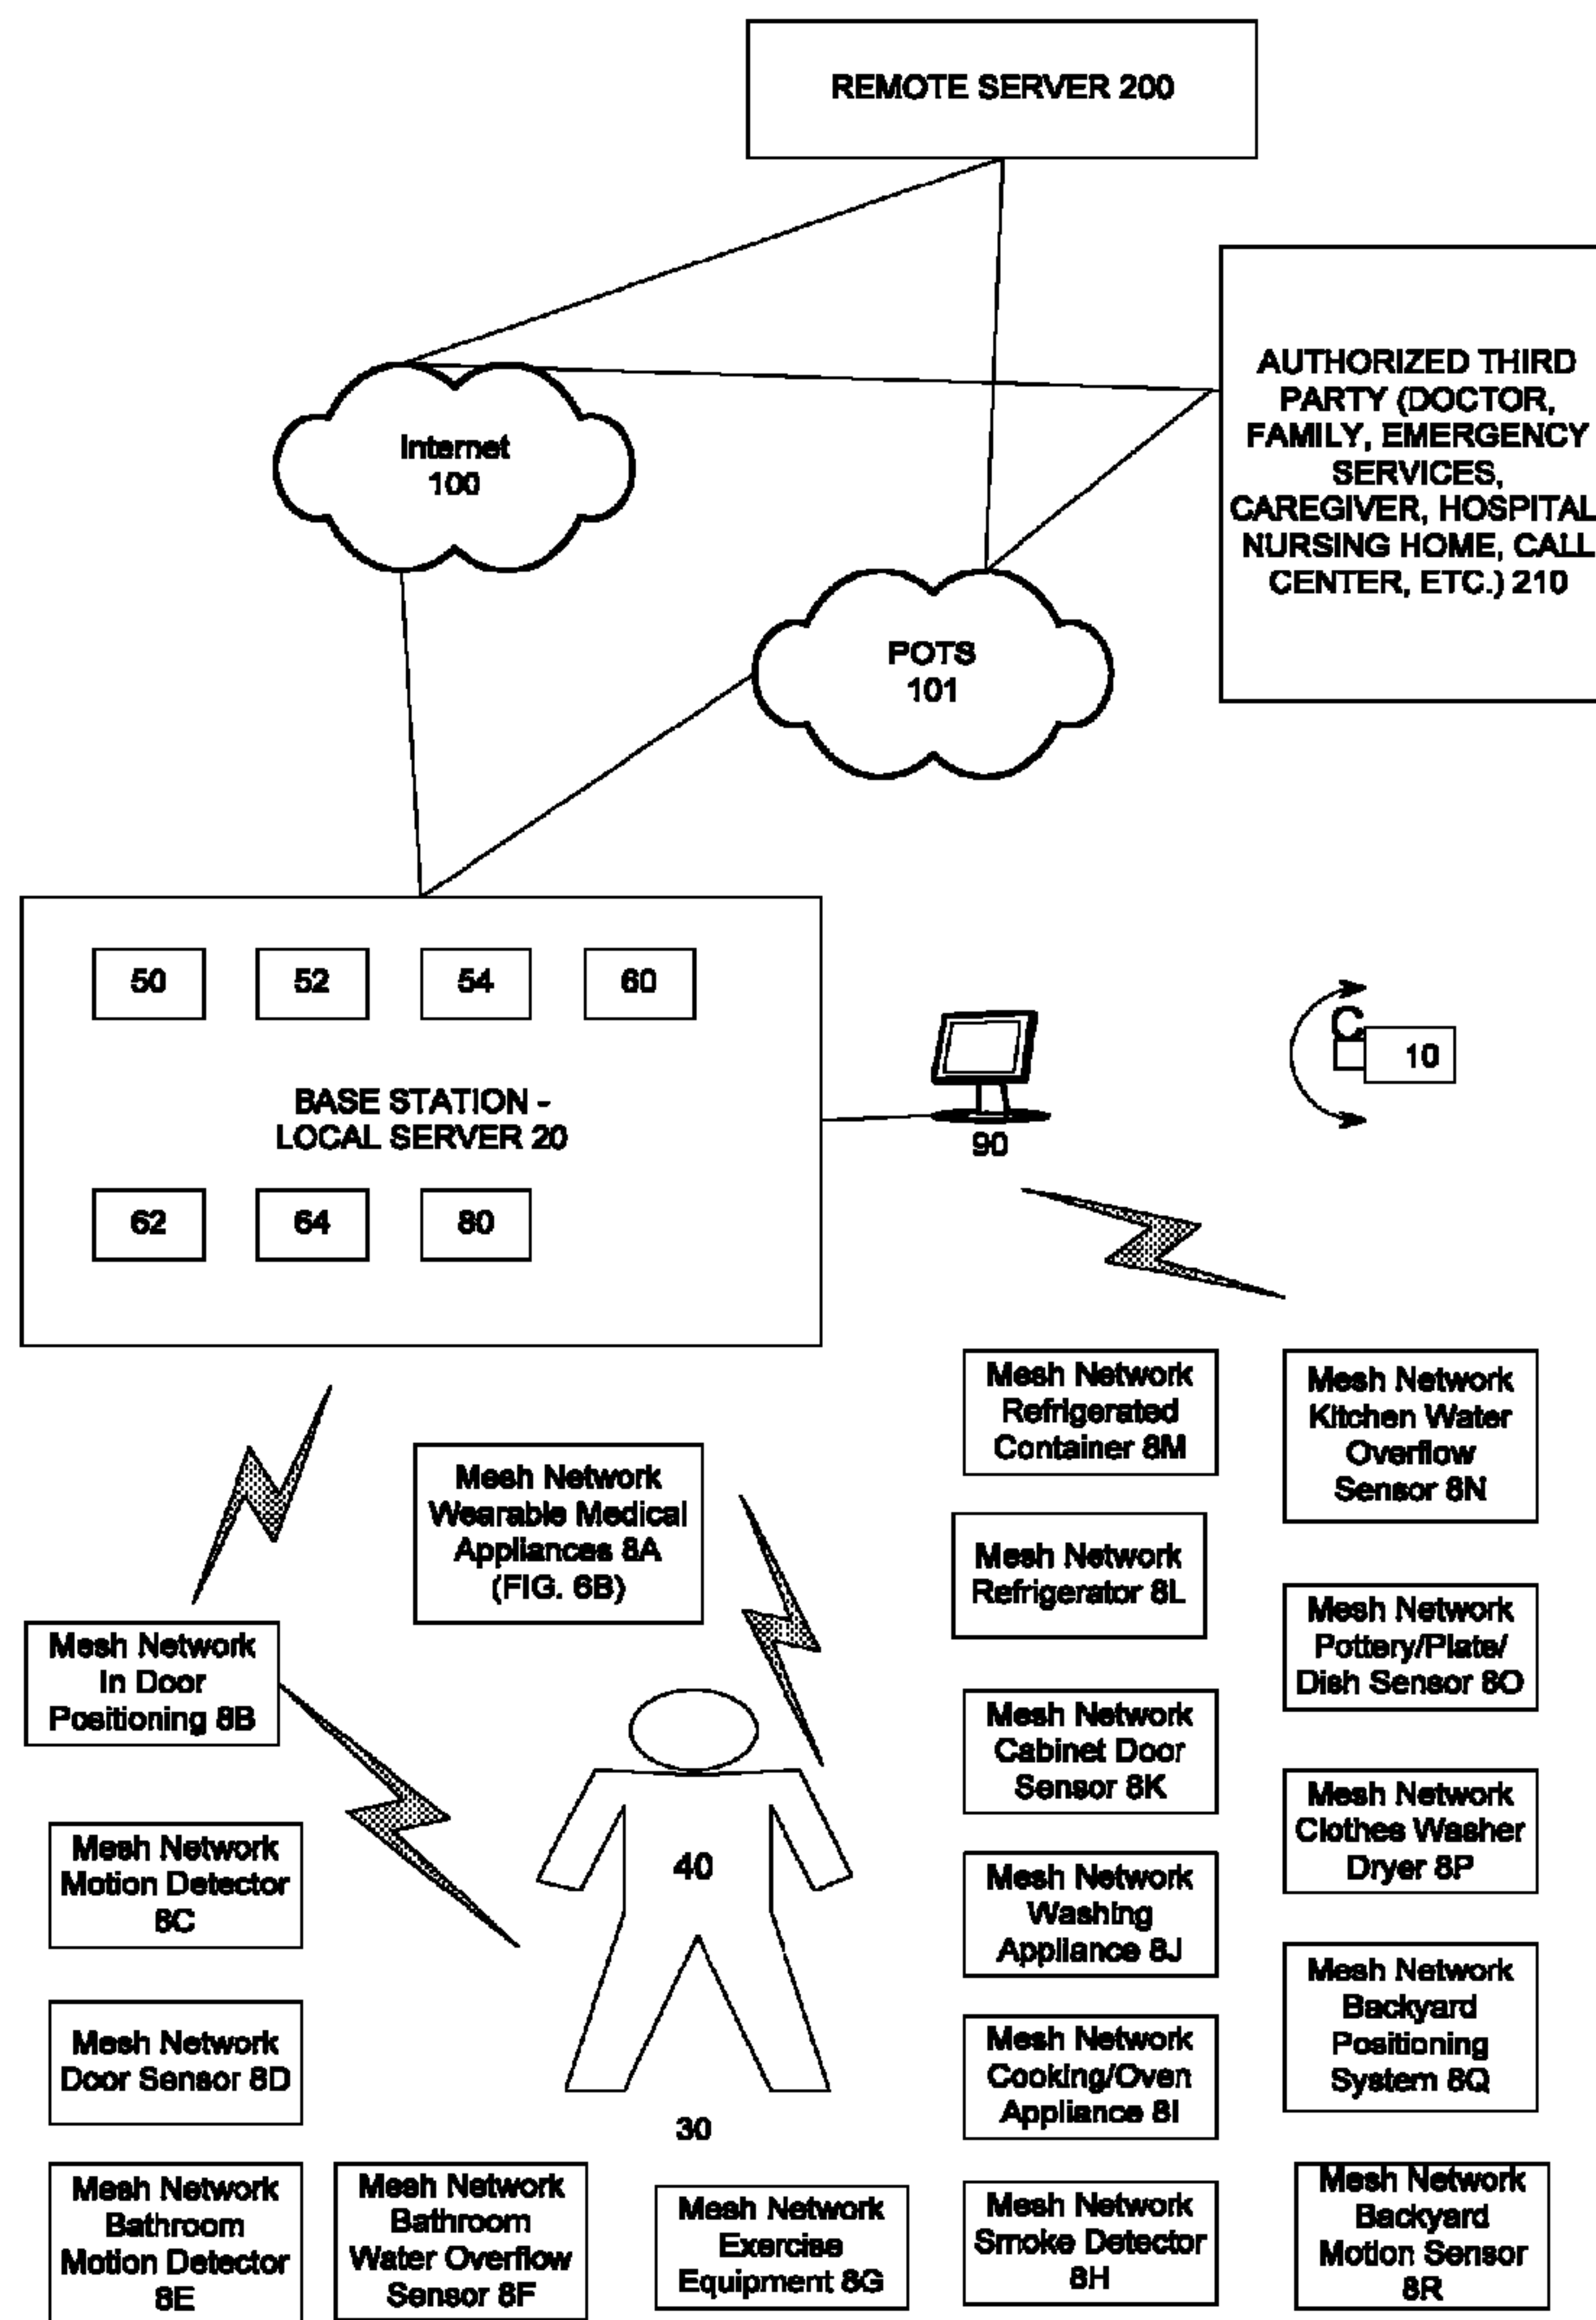 REMOTE SERVER 200
AUTHORIZED THIRD
PARTY (DOCTOR,
FAMILY, EMERGENCY
SERVICES,
CAREGIVER, HOSPITAL
NURSING HOME, CALL
CENTER, ETC.) 210
Internet
100
POTS
101
50
52
54
60
BASE STATION -
LOCAL SERVER 20
62
64
80
90
C
10
Mesh Network
Wearable Medical
Appliances 8A
(FIG. 6B)
Mesh Network
In Door
Positioning 8B
Mesh Network
Motion Detector
8C
Mesh Network
Door Sensor 8D
Mesh Network
Bathroom
Motion Detector
8E
Mesh Network
Bathroom
Water Overflow
Sensor 8F
40
30
Mesh Network
Exercise
Equipment 8G
Mesh Network
Refrigerated
Container 8M
Mesh Network
Refrigerator 8L
Mesh Network
Cabinet Door
Sensor 8K
Mesh Network
Washing
Appliance 8J
Mesh Network
Cooking/Oven
Appliance 8I
Mesh Network
Smoke Detector
8H
Mesh Network
Kitchen Water
Overflow
Sensor 8N
Mesh Network
Pottery/Plate/
Dish Sensor 8O
Mesh Network
Clothes Washer
Dryer 8P
Mesh Network
Backyard
Positioning
System 8Q
Mesh Network
Backyard
Motion Sensor
8R